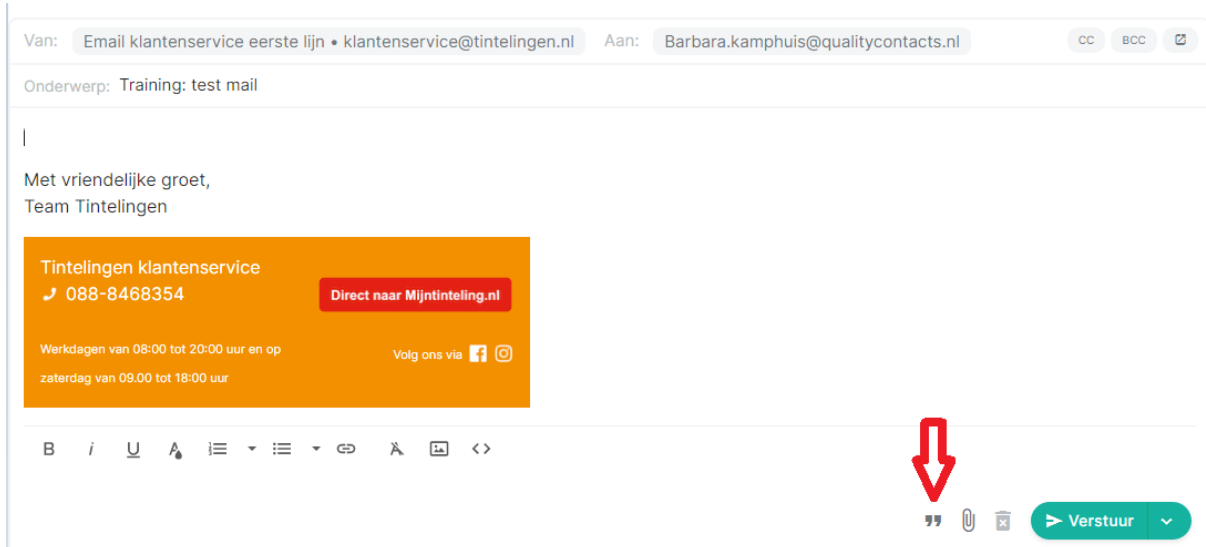 Van: Email klantenservice eerste lijn • klantenservice@tintelingen.nl Aan: Barbara.kamphuis@qualitycontacts.nl CC BCC
Onderwerp: Training: test mail
Met vriendelijke groet,
Team Tintelingen
Tintelingen klantenservice
088-8468354
Direct naar Mijntinteling.nl
Werkdagen van 08:00 tot 20:00 uur en op
zaterdag van 09.00 tot 18:00 uur
Volg ons via
B i U A
Verstuur